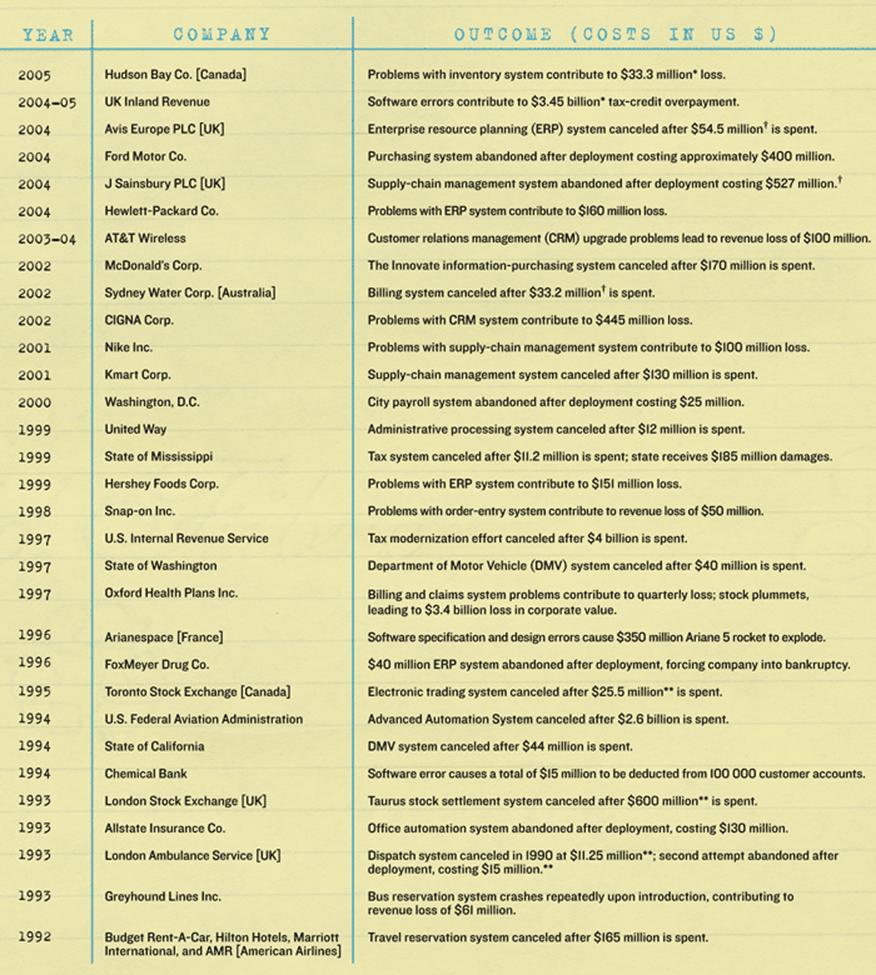 YEAR COMPANY OUTCOME (COSTS IN US $)
2005 Hudson Bay Co. [Canada] Problems with inventory system contribute to $33.3 million* loss.
2004–05 UK Inland Revenue Software errors contribute to $3.45 billion* tax-credit overpayment.
2004 Avis Europe PLC [UK] Enterprise resource planning (ERP) system canceled after $54.5 million† is spent.
2004 Ford Motor Co. Purchasing system abandoned after deployment costing approximately $400 million.
2004 J Sainsbury PLC [UK] Supply-chain management system abandoned after deployment costing $527 million.†
2004 Hewlett-Packard Co. Problems with ERP system contribute to $160 million loss.
2003–04 AT&T Wireless Customer relations management (CRM) upgrade problems lead to revenue loss of $100 million.
2002 McDonald's Corp. The Innovate information-purchasing system canceled after $170 million is spent.
2002 Sydney Water Corp. [Australia] Billing system canceled after $33.2 million† is spent.
2002 CIGNA Corp. Problems with CRM system contribute to $445 million loss.
2001 Nike Inc. Problems with supply-chain management system contribute to $100 million loss.
2001 Kmart Corp. Supply-chain management system canceled after $130 million is spent.
2000 Washington, D.C. City payroll system abandoned after deployment costing $25 million.
1999 United Way Administrative processing system canceled after $12 million is spent.
1999 State of Mississippi Tax system canceled after $11.2 million is spent; state receives $185 million damages.
1999 Hershey Foods Corp. Problems with ERP system contribute to $151 million loss.
1998 Snap-on Inc. Problems with order-entry system contribute to revenue loss of $50 million.
1997 U.S. Internal Revenue Service Tax modernization effort canceled after $4 billion is spent.
1997 State of Washington Department of Motor Vehicle (DMV) system canceled after $40 million is spent.
1997 Oxford Health Plans Inc. Billing and claims system problems contribute to quarterly loss; stock plummets,
leading to $3.4 billion loss in corporate value.
1996 Arianespace [France] Software specification and design errors cause $350 million Ariane 5 rocket to explode.
1996 FoxMeyer Drug Co. $40 million ERP system abandoned after deployment, forcing company into bankruptcy.
1995 Toronto Stock Exchange [Canada] Electronic trading system canceled after $25.5 million** is spent.
1994 U.S. Federal Aviation Administration Advanced Automation System canceled after $2.6 billion is spent.
1994 State of California DMV system canceled after $44 million is spent.
1994 Chemical Bank Software error causes a total of $15 million to be deducted from 100 000 customer accounts.
1993 London Stock Exchange [UK] Taurus stock settlement system canceled after $600 million** is spent.
1993 Allstate Insurance Co. Office automation system abandoned after deployment, costing $130 million.
1993 London Ambulance Service [UK] Dispatch system canceled in 1990 at $11.25 million**; second attempt abandoned after
deployment, costing $15 million.**
1993 Greyhound Lines Inc. Bus reservation system crashes repeatedly upon introduction, contributing to
revenue loss of $61 million.
1992 Budget Rent-A-Car, Hilton Hotels, Marriott Travel reservation system canceled after $165 million is spent.
International, and AMR [American Airlines]